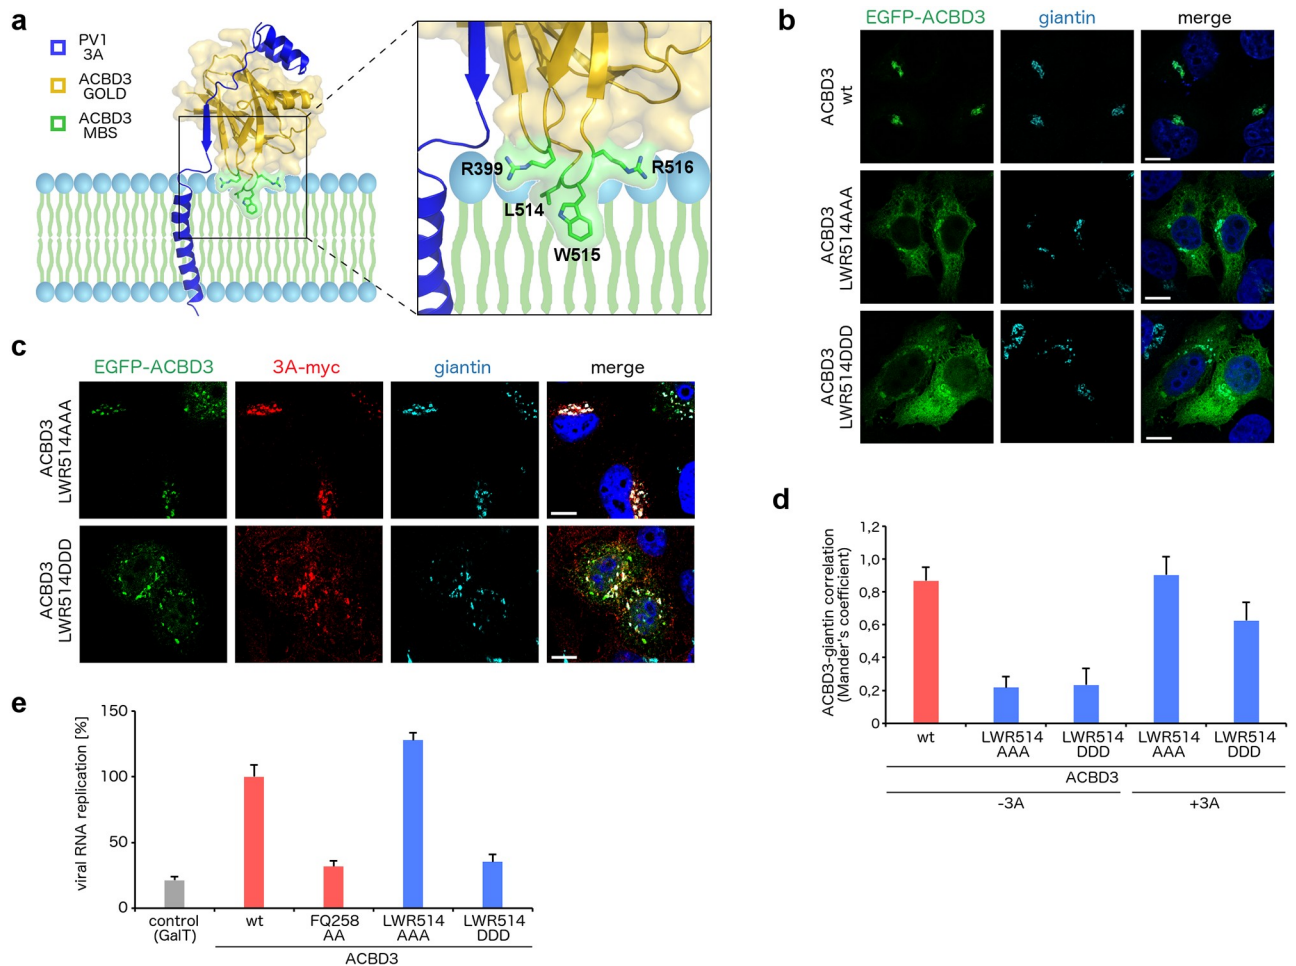 a
PV1
3A
ACBD3
GOLD
ACBD3
MBS
R399
R516
L514
W515
b
EGFP-ACBD3
giantin
merge
ACBD3
wt
ACBD3
LWR514AAA
ACBD3
LWR514DDD
c
EGFP-ACBD3
3A-myc
giantin
merge
ACBD3
LWR514AAA
ACBD3
LWR514DDD
d
ACBD3-giantin correlation
(Mander's coefficient)
1,2
1,0
0,8
0,6
0,4
0,2
0
wt
LWR514
AAA
LWR514
DDD
LWR514
AAA
LWR514
DDD
ACBD3
-3A
+3A
e
viral RNA replication [%]
150
100
50
0
control
(GalT)
wt
FQ258
AA
LWR514
AAA
LWR514
DDD
ACBD3